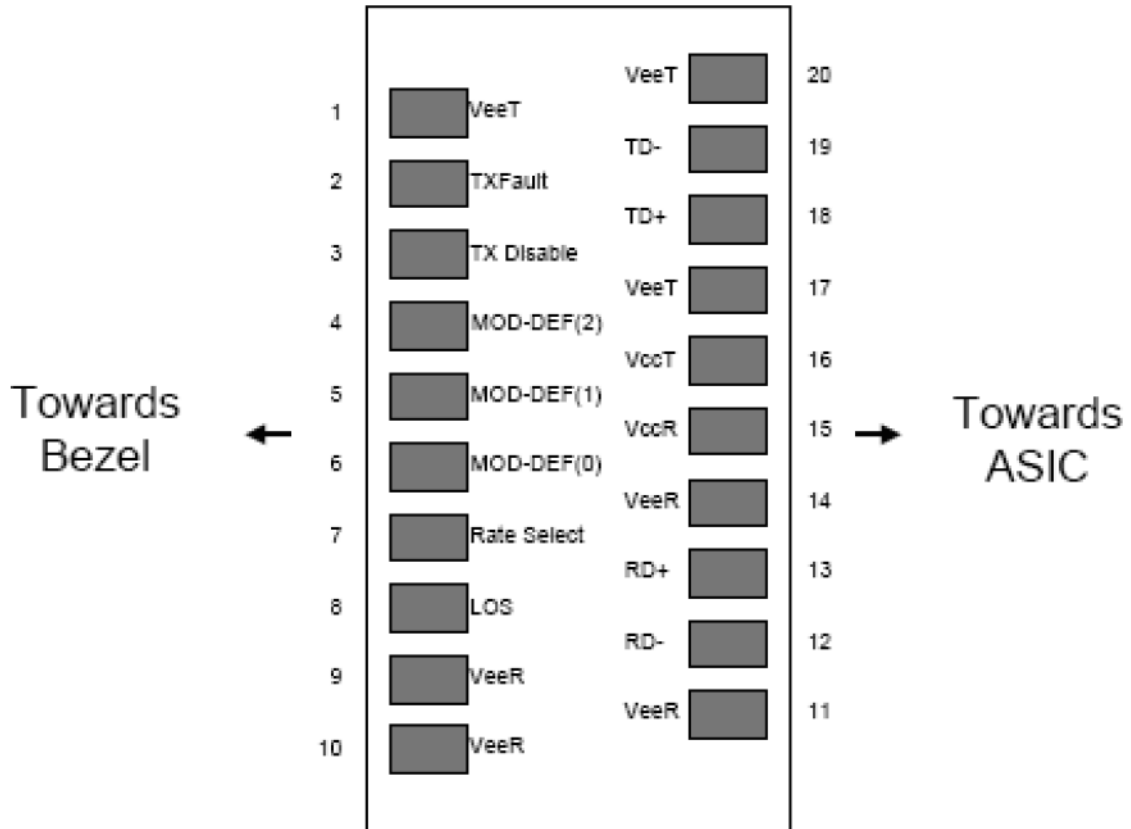 VeeT 20
1 VeeT
TD- 19
2 TXFault
TD+ 18
3 TX Disable
VeeT 17
4 MOD-DEF(2)
VccT 16
5 MOD-DEF(1)
Towards
Bezel
VccR 15
Towards
ASIC
6 MOD-DEF(0)
VeeR 14
7 Rate Select
RD+ 13
8 LOS
RD- 12
9 VeeR
VeeR 11
10 VeeR